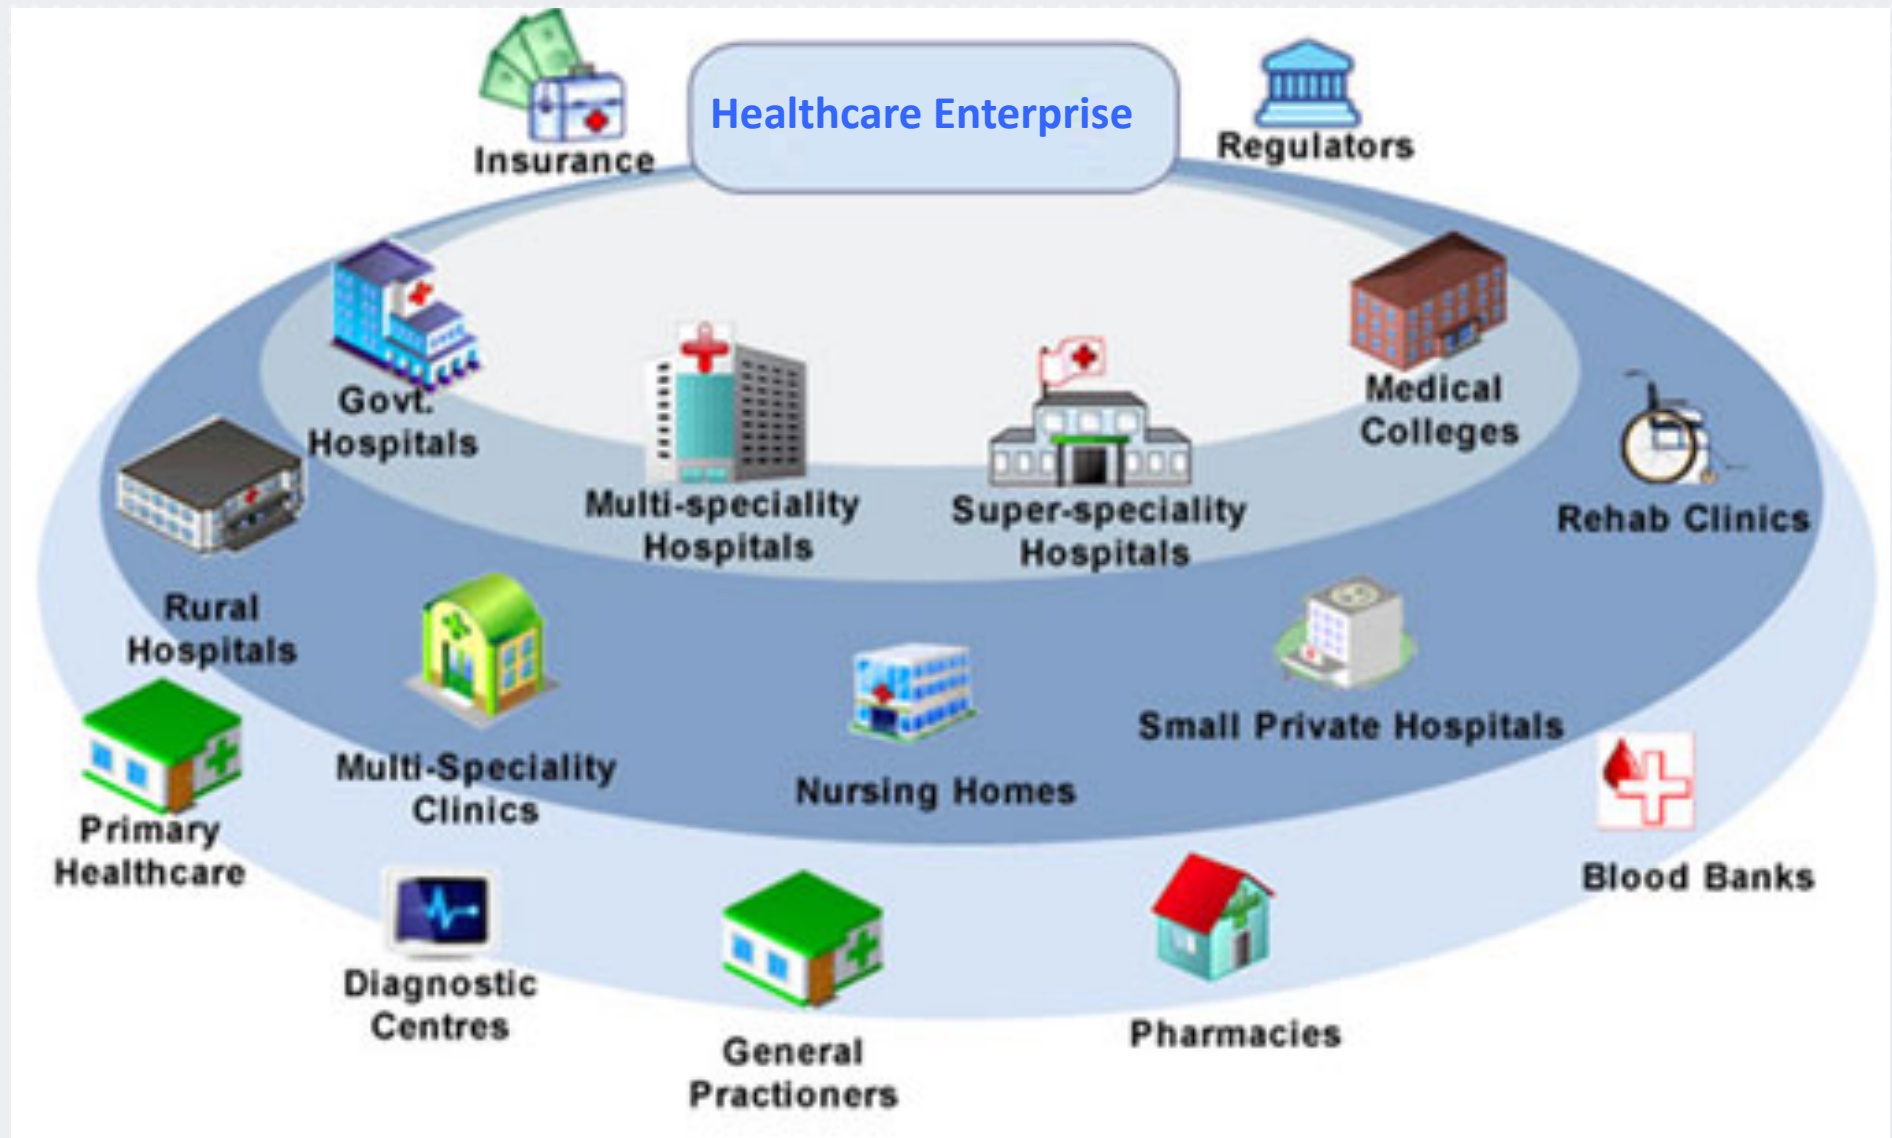 Healthcare Enterprise
Insurance
Regulators
Govt.
Hospitals
Multi-speciality
Hospitals
Super-speciality
Hospitals
Medical
Colleges
Rural
Hospitals
Multi-Speciality
Clinics
Nursing Homes
Small Private Hospitals
Rehab Clinics
Primary
Healthcare
Diagnostic
Centres
General
Practioners
Pharmacies
Blood Banks